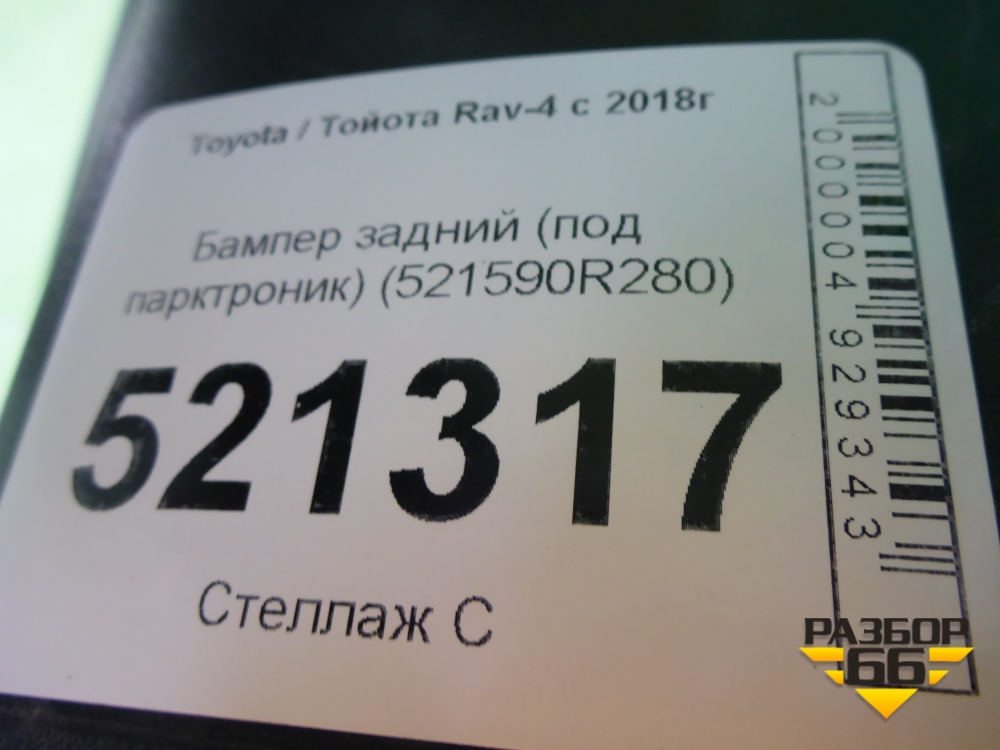 Toyota / Тойота Rav-4 с 2018г
Бампер задний (под
парктроник) (521590R280)
521317
Стеллаж С
2000004929343
РАЗБОР
66